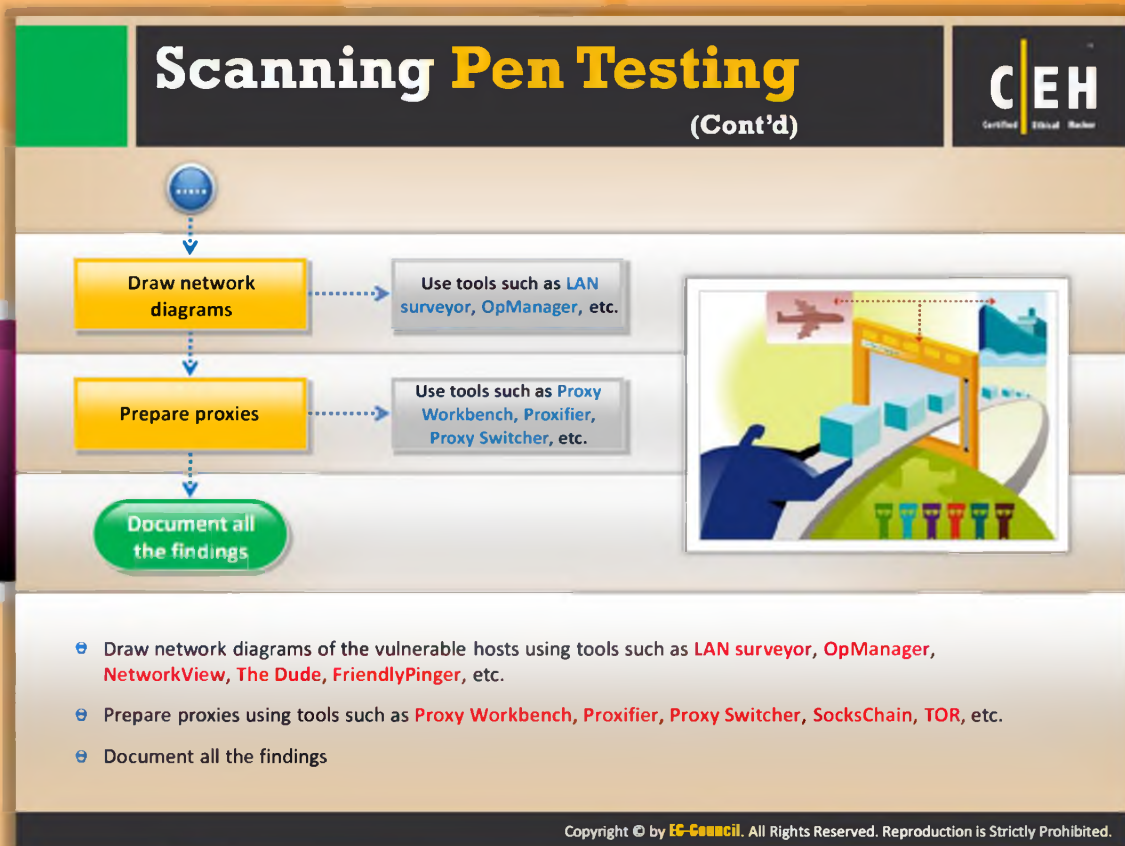 Scanning Pen Testing
(Cont'd)
C EH
Certified Ethical Hacker
Draw network
diagrams
Use tools such as LAN
surveyor, OpManager, etc.
Prepare proxies
Use tools such as Proxy
Workbench, Proxifier,
Proxy Switcher, etc.
Document all
the findings
Draw network diagrams of the vulnerable hosts using tools such as LAN surveyor, OpManager,
NetworkView, The Dude, FriendlyPinger, etc.
Prepare proxies using tools such as Proxy Workbench, Proxifier, Proxy Switcher, SocksChain, TOR, etc.
Document all the findings
Copyright © by EC-Council. All Rights Reserved. Reproduction is Strictly Prohibited.